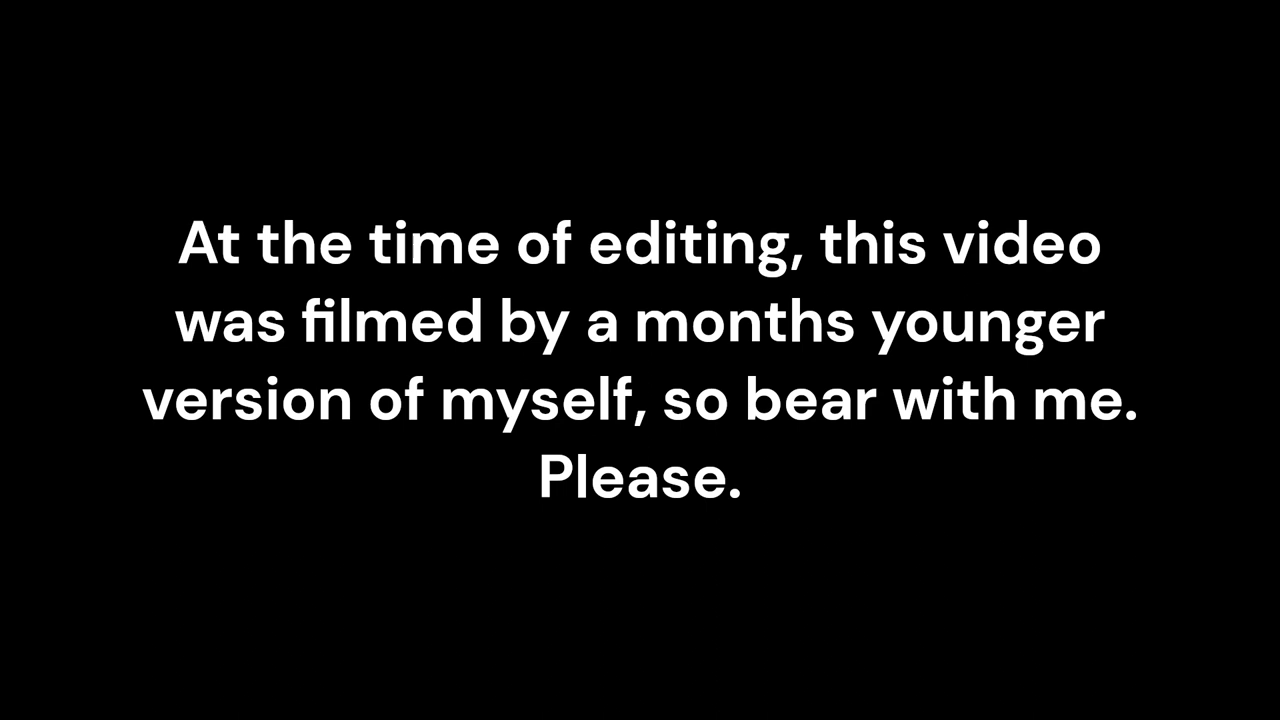 At the time of editing, this video
was filmed by a months younger
version of myself, so bear with me.
Please.